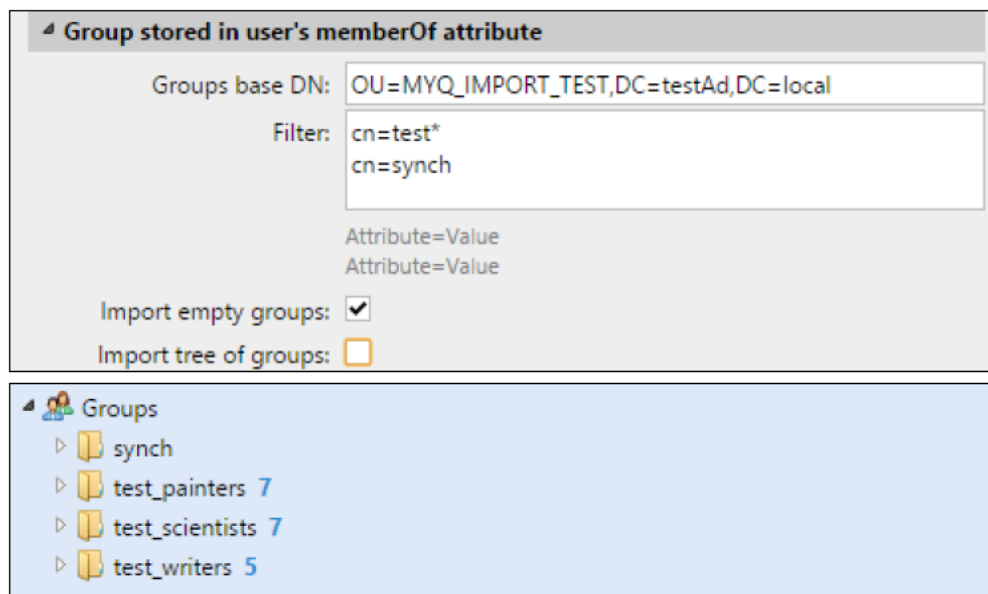 Group stored in user's memberOf attribute
Groups base DN: OU=MYQ_IMPORT_TEST,DC=testAd,DC=local
Filter: cn=test*
cn=synch
Attribute=Value
Attribute=Value
Import empty groups:
Import tree of groups:
Groups
synch
test_painters 7
test_scientists 7
test_writers 5